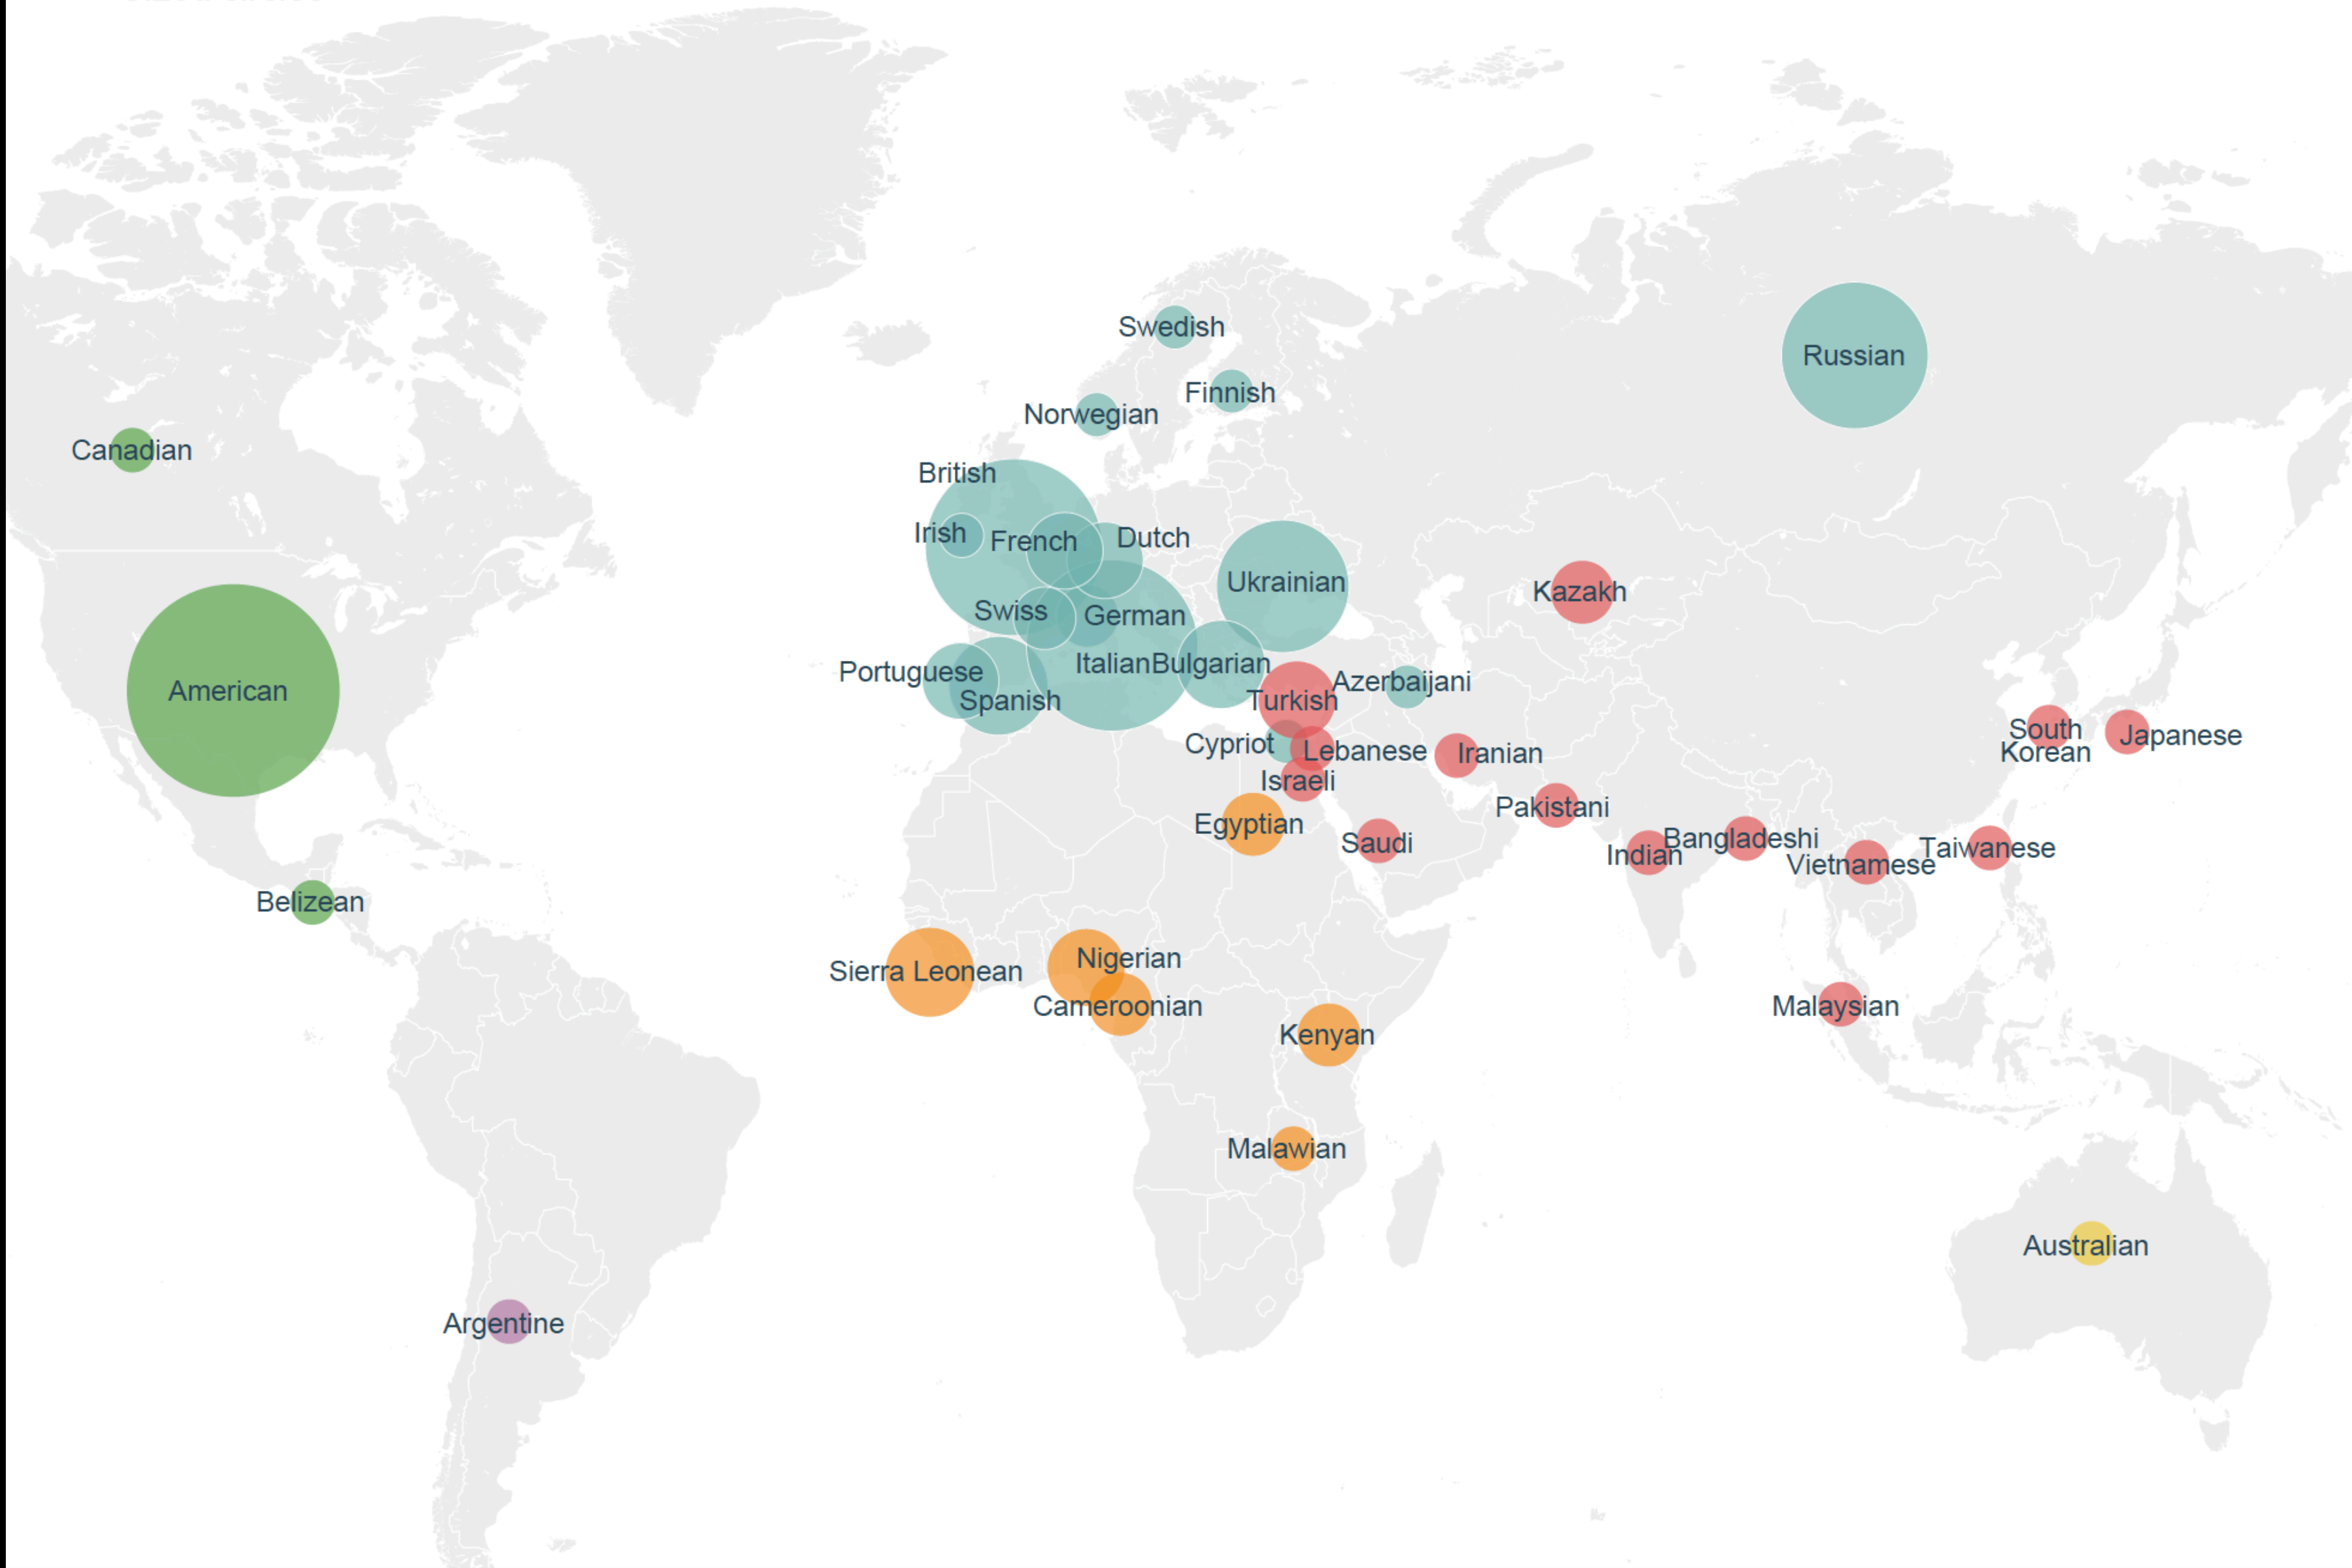 Swedish
Russian
Finnish
Norwegian
Canadian
British
Irish
French
Dutch
Ukrainian
Kazakh
Swiss
German
Italian
Bulgarian
Portuguese
Spanish
American
Turkish
Azerbaijani
Cypriot
Lebanese
Iranian
South
Korean
Japanese
Israeli
Egyptian
Saudi
Pakistani
Indian
Bangladeshi
Vietnamese
Taiwanese
Belizean
Sierra Leonean
Nigerian
Cameroonian
Kenyan
Malaysian
Malawian
Australian
Argentine